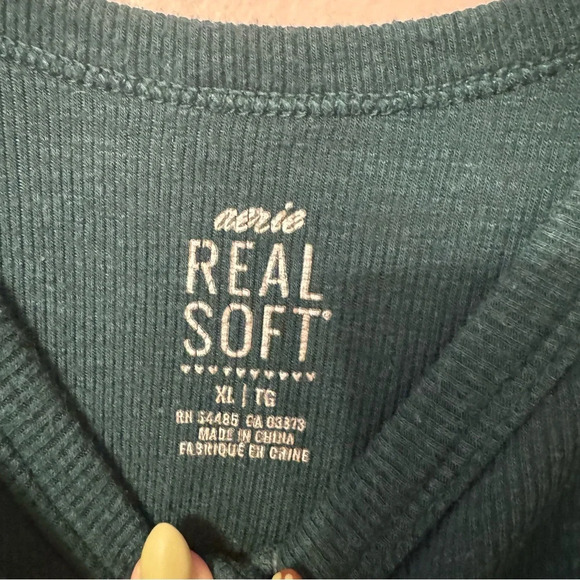 aerie
REAL
SOFT®
XL | TG
RN 54485 CA 03373
MADE IN CHINA
FABRIQUÉ EN CHINE